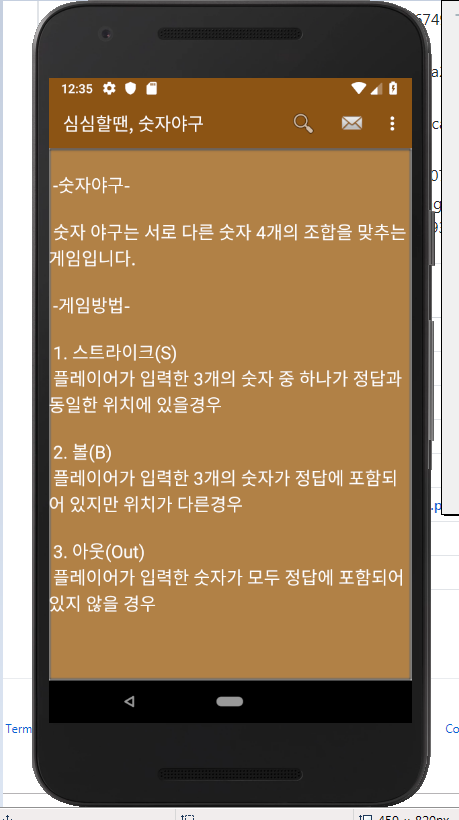 6749
a2
12:35
심심할땐, 숫자야구
ca
-숫자야구-
07
g
93
숫자 야구는 서로 다른 숫자 4개의 조합을 맞추는
게임입니다.
-게임방법-
1. 스트라이크(S)
플레이어가 입력한 3개의 숫자 중 하나가 정답과
동일한 위치에 있을경우
2. 볼(B)
플레이어가 입력한 3개의 숫자가 정답에 포함되
어 있지만 위치가 다른경우
.p
3. 아웃(Out)
플레이어가 입력한 숫자가 모두 정답에 포함되어
있지 않을 경우
Term
Co